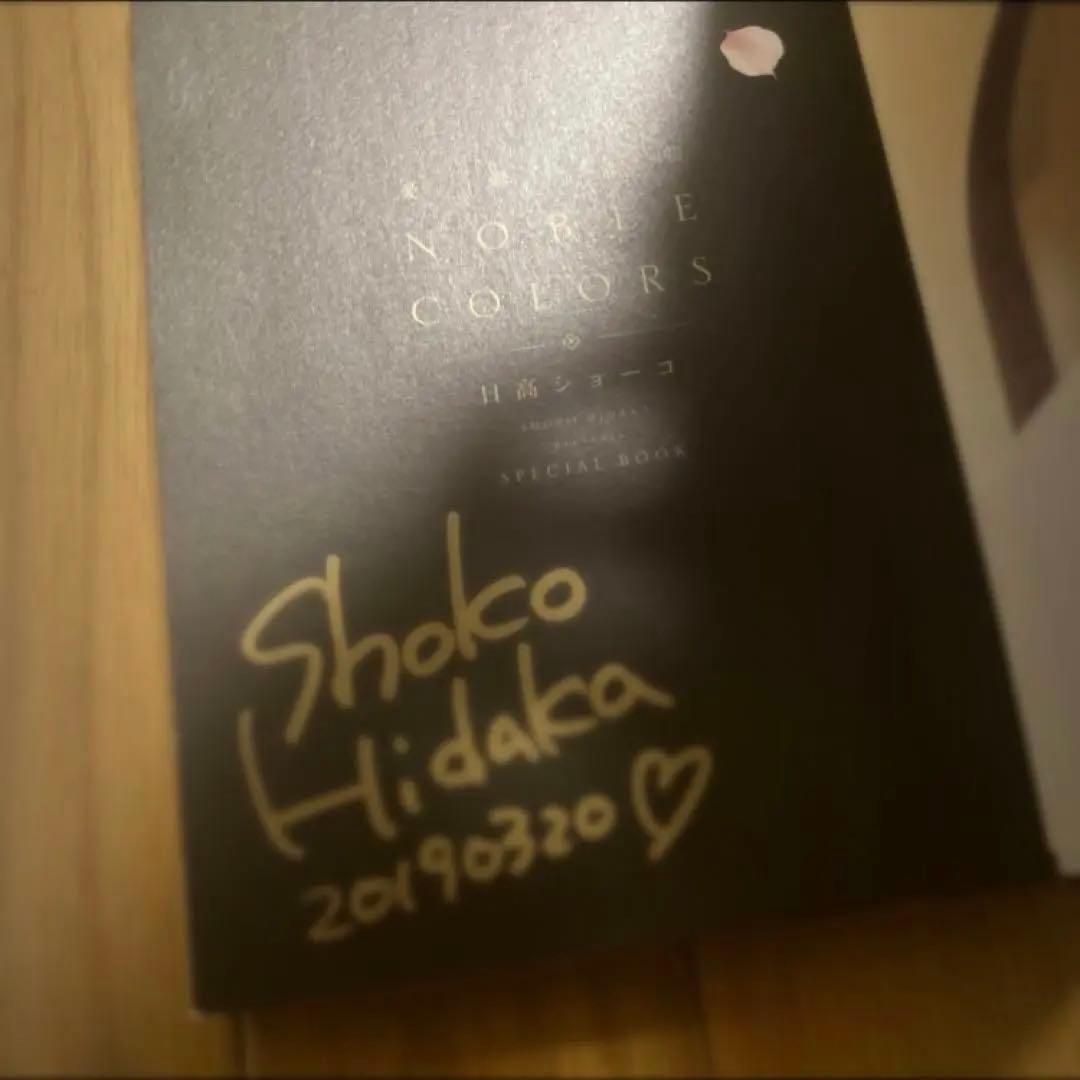 NOBLE
COLORS
日高ショーコ
SPECIAL BOOK
Shoko
Hidaka
20190320♡